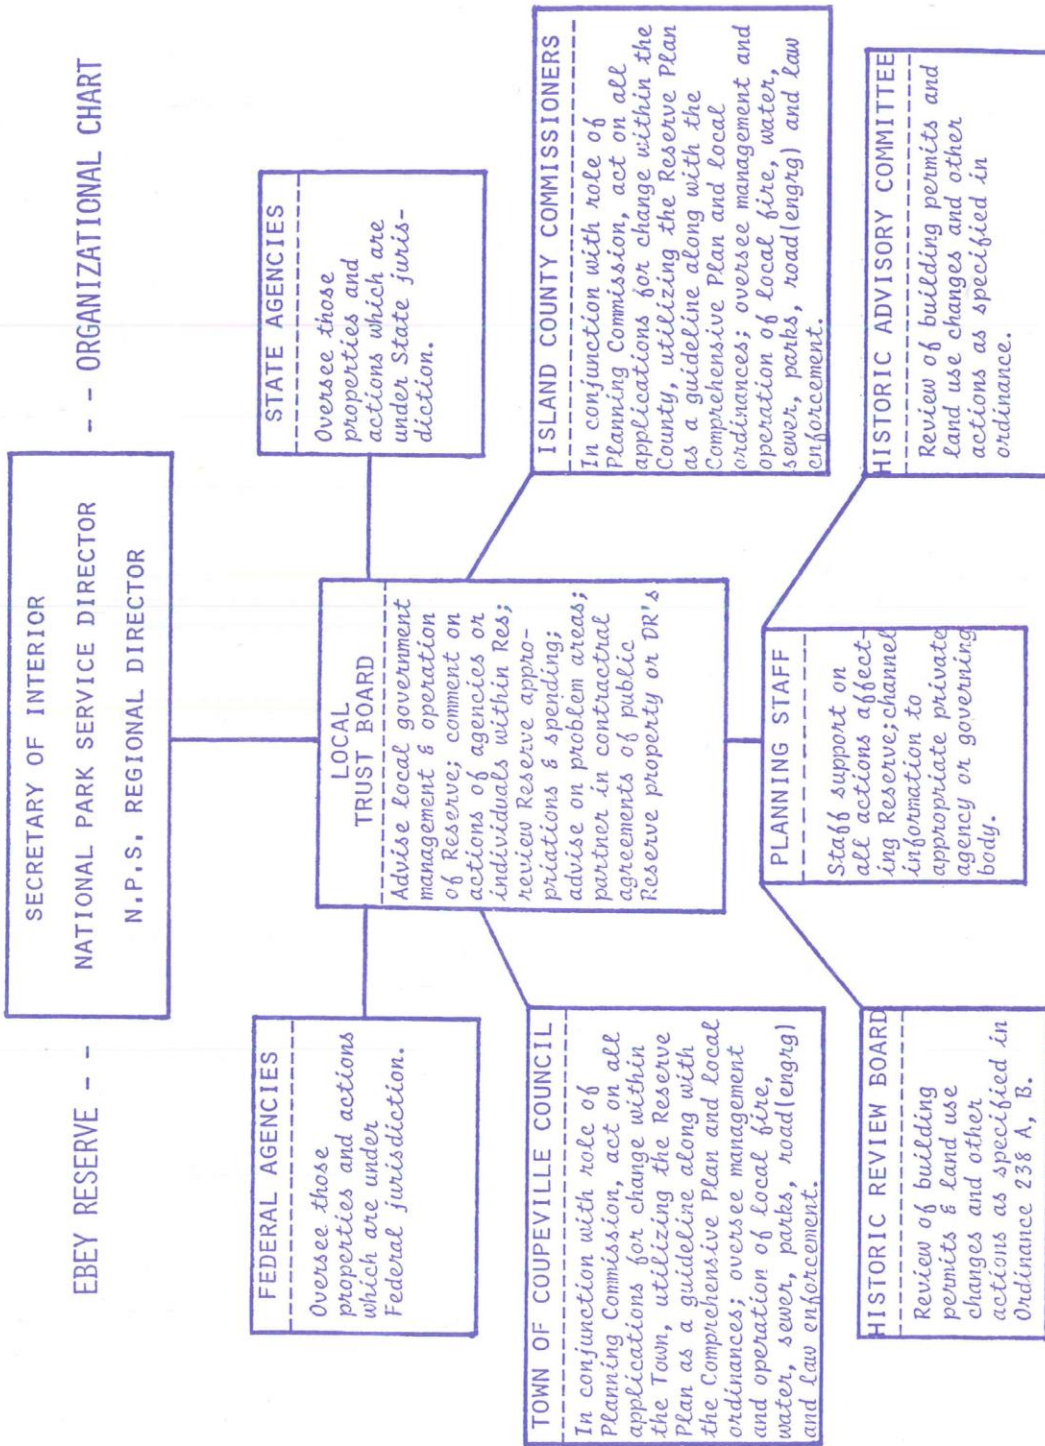 EBEY RESERVE - - - - ORGANIZATIONAL CHART
SECRETARY OF INTERIOR
NATIONAL PARK SERVICE DIRECTOR
N.P.S. REGIONAL DIRECTOR
FEDERAL AGENCIES
Oversee those
properties and actions
which are under
Federal jurisdiction.
STATE AGENCIES
Oversee those
properties and
actions which are
under State juris-
diction.
LOCAL
TRUST BOARD
Advise local government
management & operation
of Reserve; comment on
actions of agencies or
individuals within Res;
review Reserve appro-
priations & spending;
advise on problem areas;
partner in contractral
agreements of public
Reserve property or DR's
TOWN OF COUPEVILLE COUNCIL
In conjunction with role of
Planning Commission, act on all
applications for change within
the Town, utilizing the Reserve
Plan as a guideline along with
the Comprehensive Plan and local
ordinances; oversee management
and operation of local fire,
water, sewer, parks, road(engrg)
and law enforcement.
ISLAND COUNTY COMMISSIONERS
In conjunction with role of
Planning Commission, act on all
applications for change within the
County, utilizing the Reserve Plan
as a guideline along with the
Comprehensive Plan and local
ordinances; oversee management and
operation of local fire, water,
sewer, parks, road(engrg) and law
enforcement.
PLANNING STAFF
Staff support on
all actions affect-
ing Reserve;channel
information to
appropriate private
agency or governing
body.
HISTORIC REVIEW BOARD
Review of building
permits & land use
changes and other
actions as specified in
Ordinance 238 A, B.
HISTORIC ADVISORY COMMITTEE
Review of building permits and
land use changes and other
actions as specified in
ordinance.